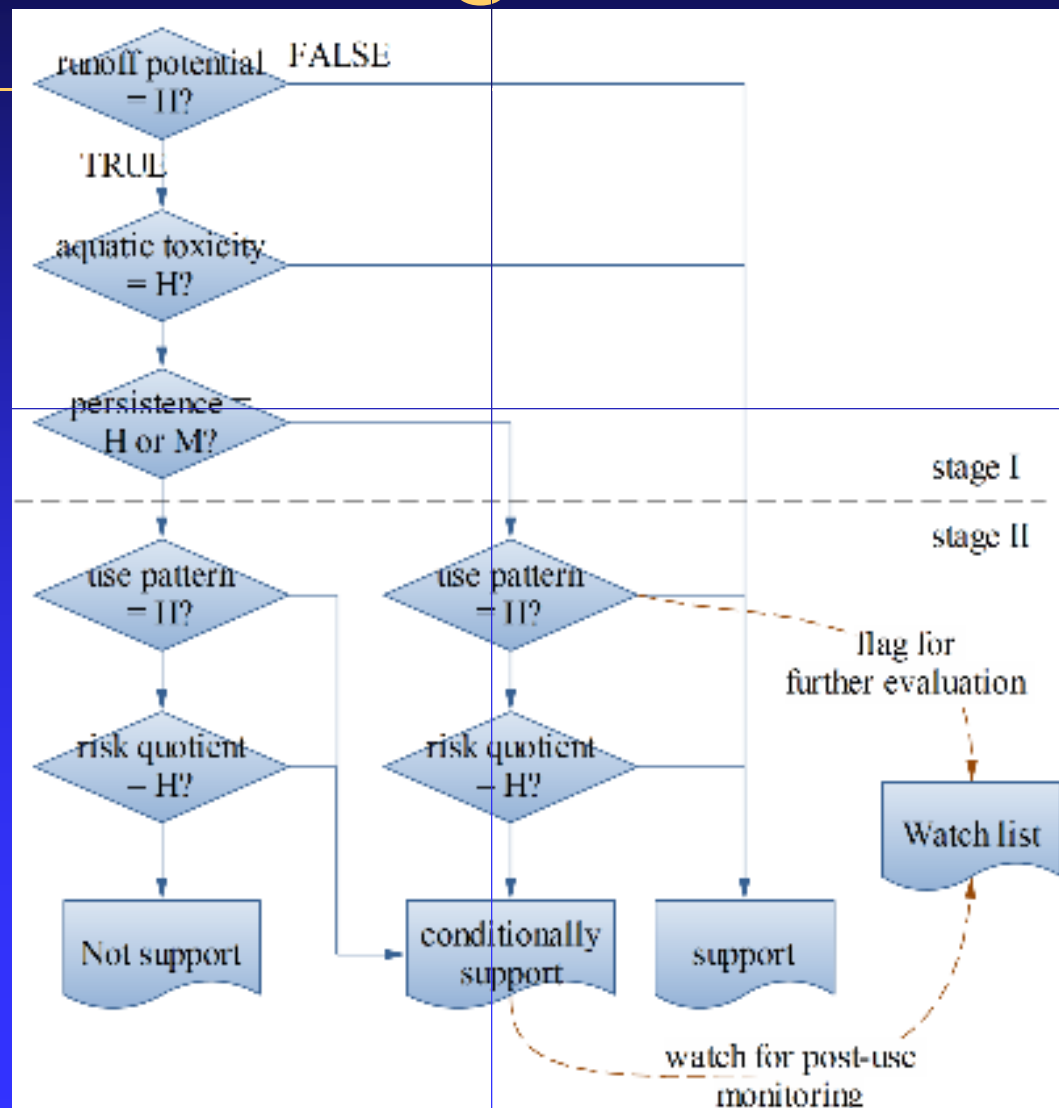 runoff potential
= H?
FALSE
TRUE
aquatic toxicity
= H?
persistence =
H or M?
stage I
stage II
use pattern
= H?
use pattern
= H?
flag for
further evaluation
risk quotient
= H?
risk quotient
= H?
Watch list
Not support
conditionally
support
support
watch for post-use
monitoring